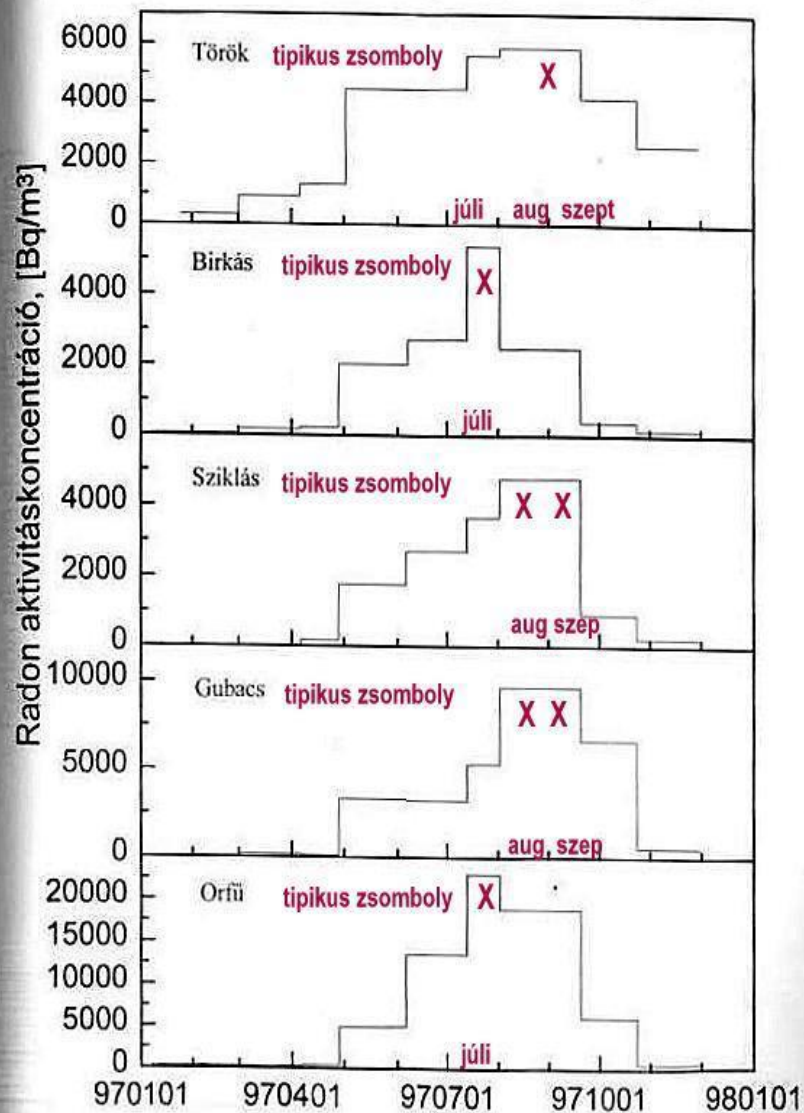 Radon aktivitáskoncentráció, [Bq/m³]
6000
Török tipikus zsomboly
X
4000
2000
0
júli aug szept
Birkás tipikus zsomboly
X
4000
2000
júli
0
Sziklás tipikus zsomboly
4000
X X
2000
aug szep
0
10000
Gubacs tipikus zsomboly
X X
5000
aug szep
0
20000
Orfű tipikus zsomboly
X
15000
10000
5000
júli
0
970101 970401 970701 971001 980101